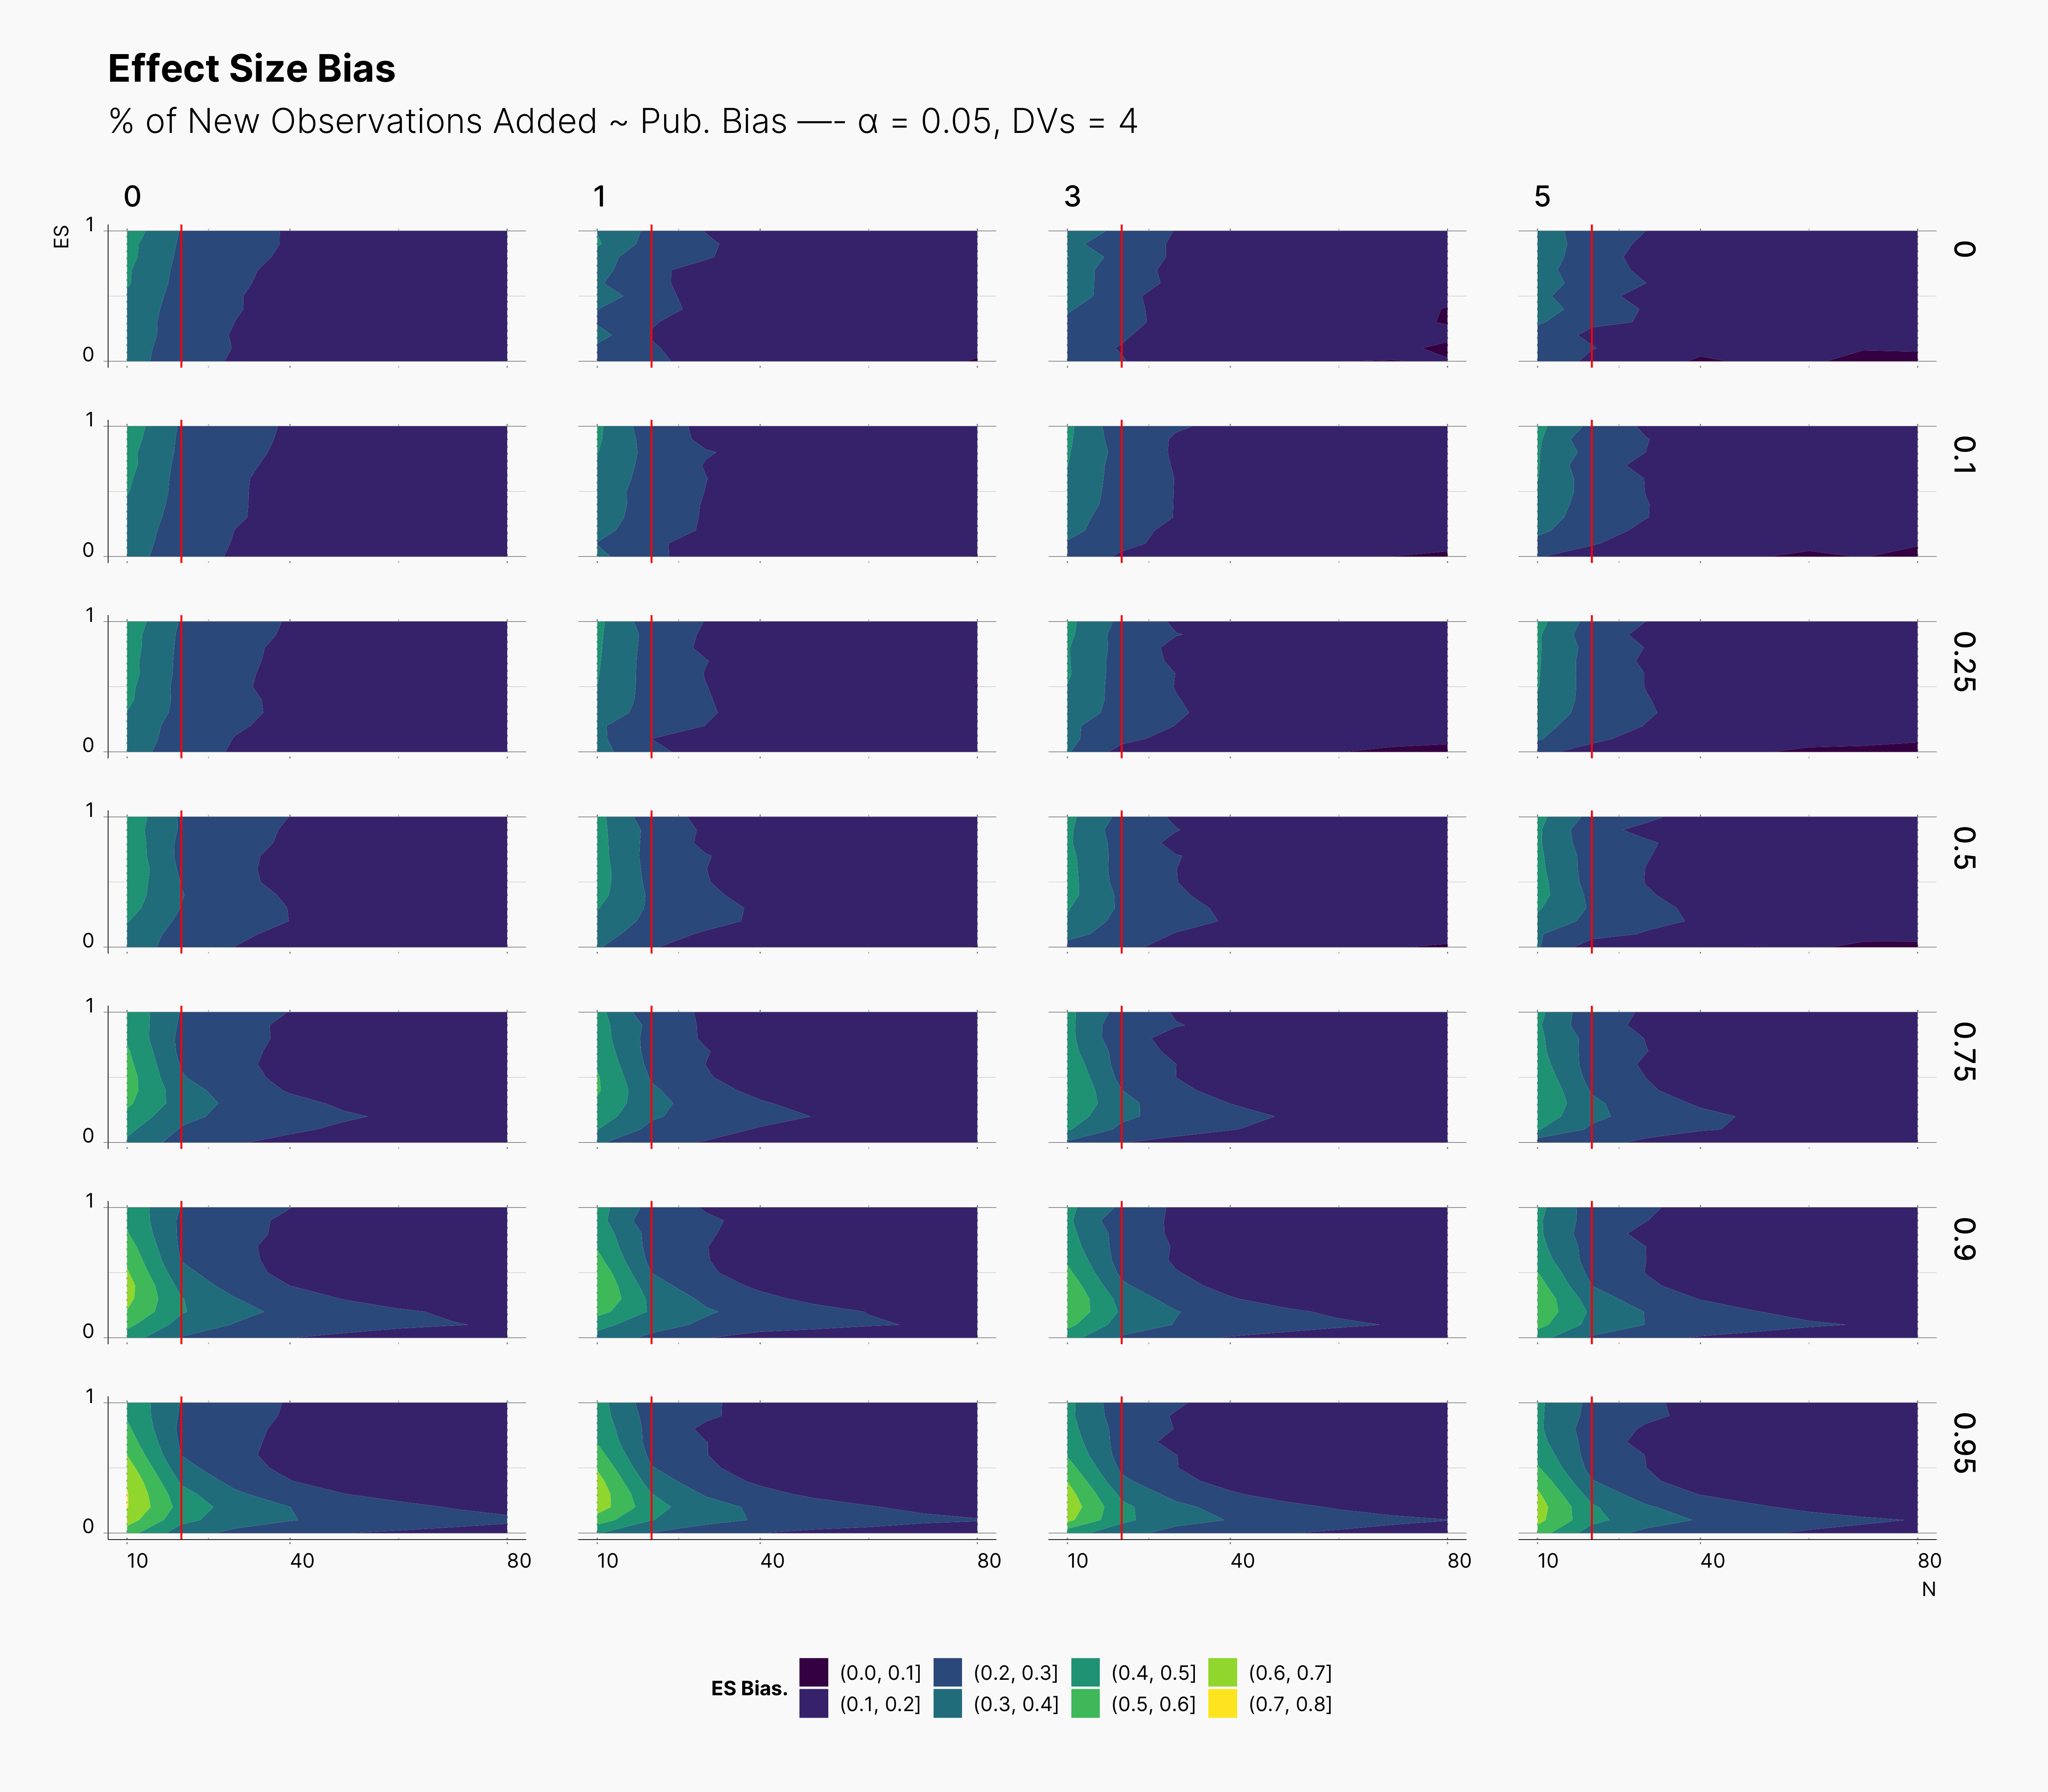 Effect Size Bias
% of New Observations Added ~ Pub. Bias —- α = 0.05, DVs = 4
0 1 3 5
ES
1
0
0
1
0
0.1
1
0
0.25
1
0
0.5
1
0
0.75
1
0
0.9
1
0
0.95
10 40 80 10 40 80 10 40 80 10 40 80
N
ES Bias.
(0.0, 0.1] (0.2, 0.3] (0.4, 0.5] (0.6, 0.7]
(0.1, 0.2] (0.3, 0.4] (0.5, 0.6] (0.7, 0.8]